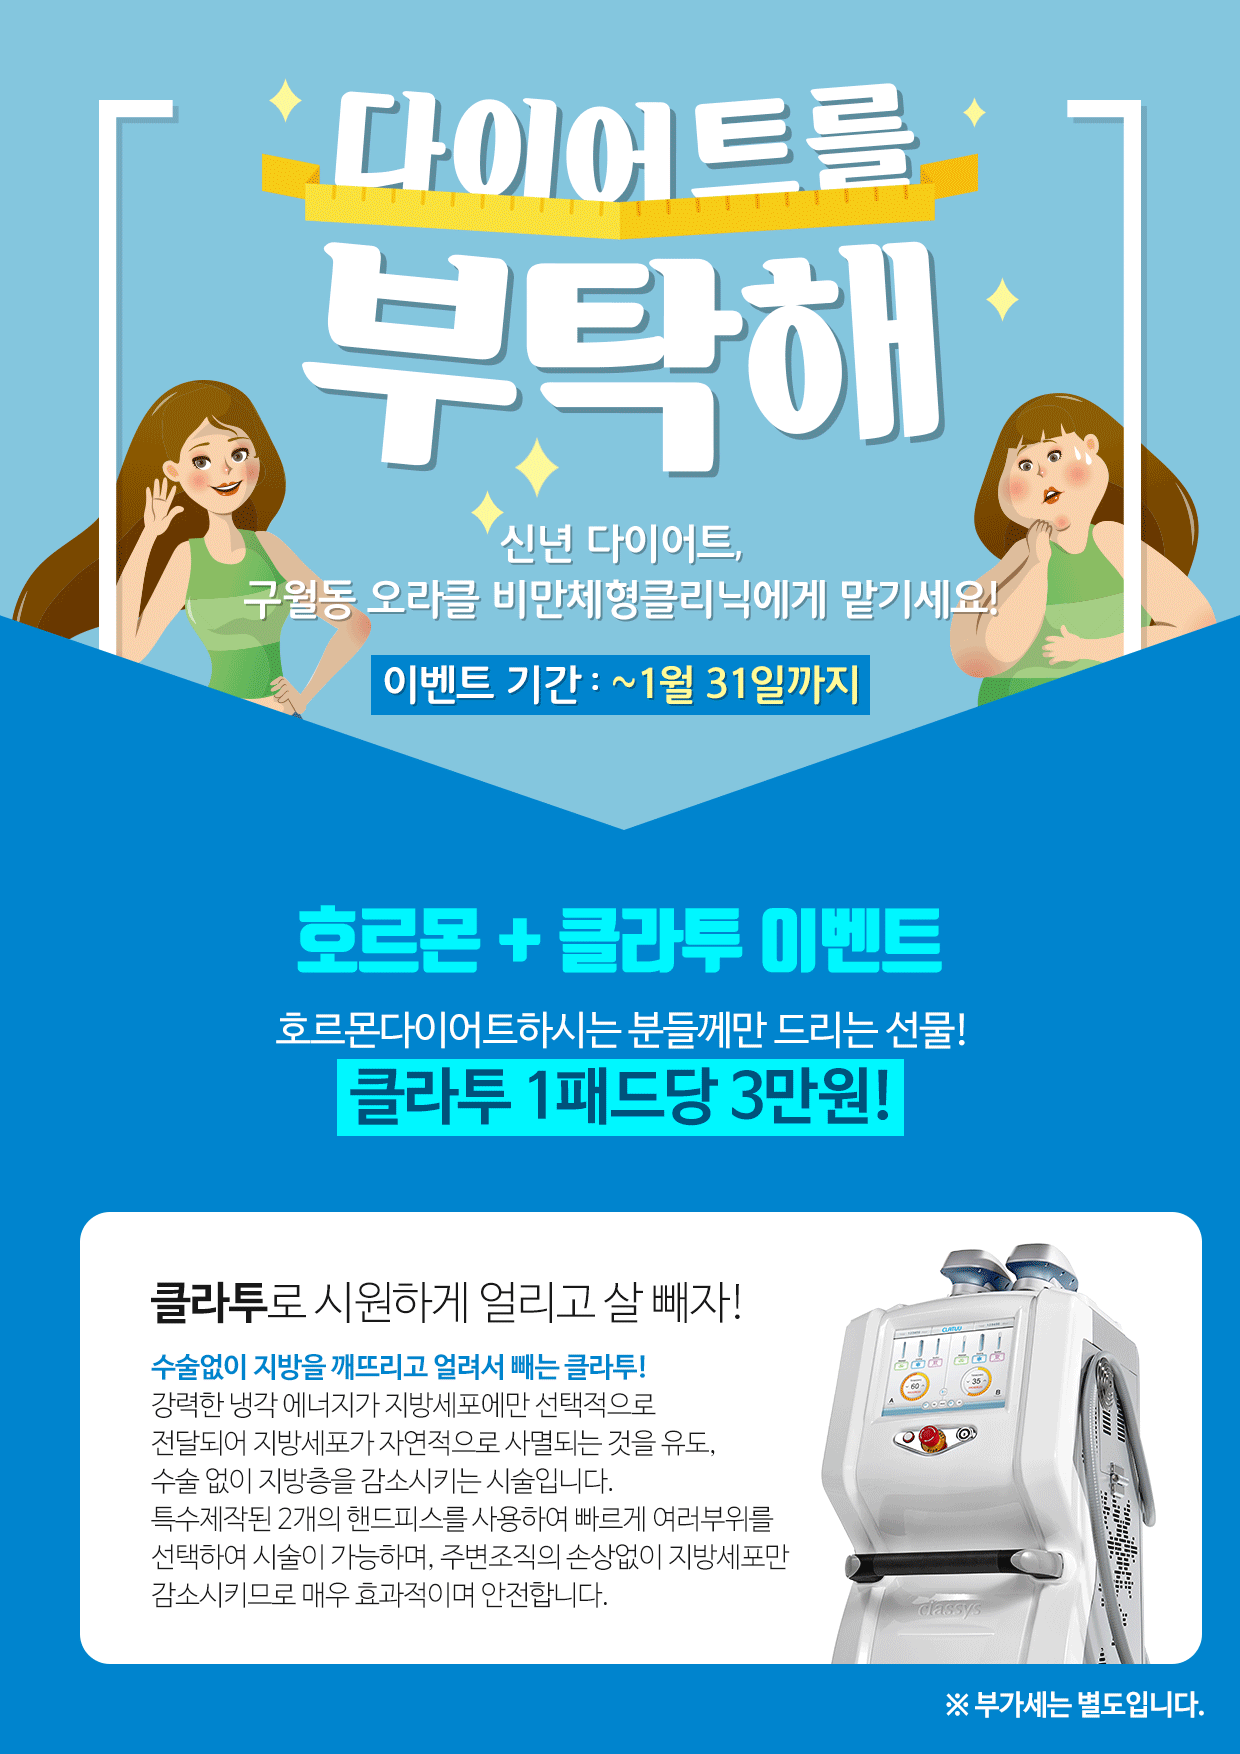 다이어트를
부탁해
신년 다이어트,
구월동 오라클 비만체형클리닉에게 맡기세요!
이벤트 기간 : ~1월 31일까지
호르몬 + 클라투 이벤트
호르몬다이어트하시는 분들께만 드리는 선물!
클라투 1패드당 3만원!
클라투로 시원하게 얼리고 살 빼자!
수술없이 지방을 깨뜨리고 얼려서 빼는 클라투!
강력한 냉각 에너지가 지방세포에만 선택적으로
전달되어 지방세포가 자연적으로 사멸되는 것을 유도,
수술 없이 지방층을 감소시키는 시술입니다.
특수제작된 2개의 핸드피스를 사용하여 빠르게 여러부위를
선택하여 시술이 가능하며, 주변조직의 손상없이 지방세포만
감소시키므로 매우 효과적이며 안전합니다.
CLATUU
60
35
A
B
classys
※ 부가세는 별도입니다.